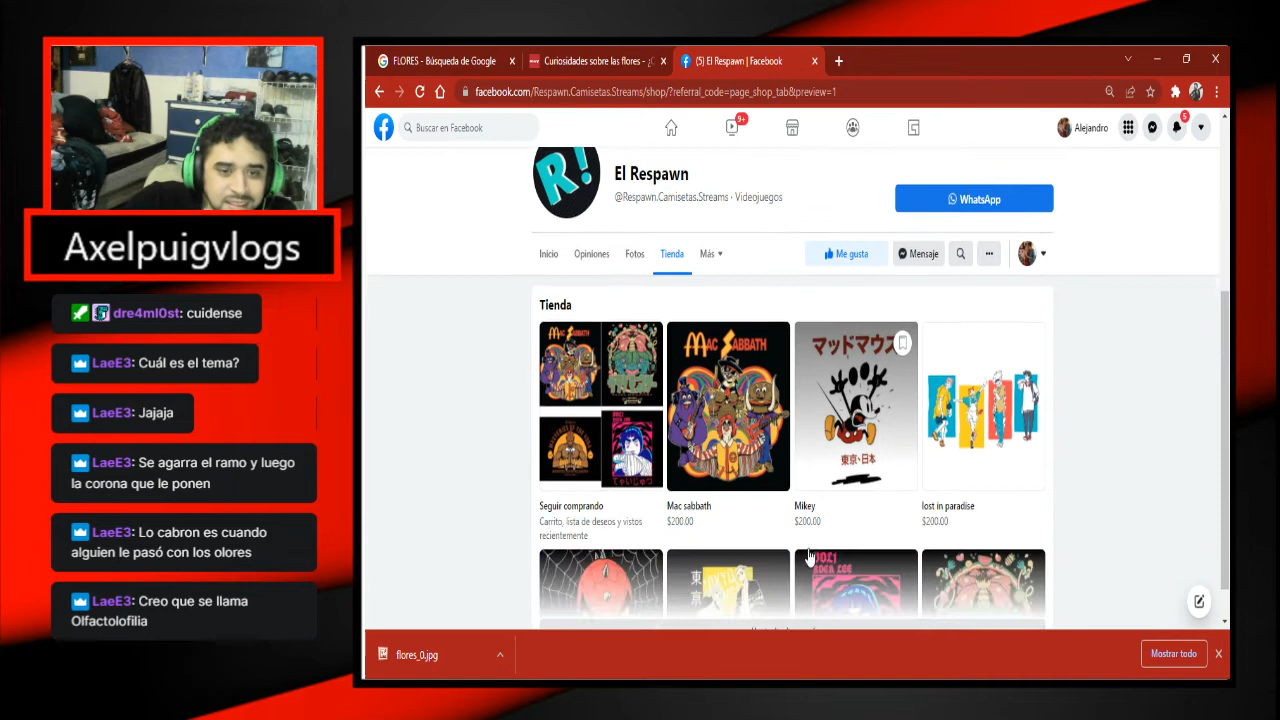 Axelpuigvlogs
dre4ml0st: cuidense
LaeE3: Cuál es el tema?
LaeE3: Jajaja
LaeE3: Se agarra el ramo y luego
la corona que le ponen
LaeE3: Lo cabron es cuando
alguien le pasó con los olores
LaeE3: Creo que se llama
Olfactolofilia
FLORES - Búsqueda de Google
Curiosidades sobre las flores - ¿C
(5) El Respawn | Facebook
facebook.com/Respawn.Camisetas.Streams/shop/?referral_code=page_shop_tab&preview=1
Buscar en Facebook
9+
Alejandro
5
R!
El Respawn
@Respawn.Camisetas.Streams · Videojuegos
WhatsApp
Inicio
Opiniones
Fotos
Tienda
Más
Me gusta
Mensaje
Tienda
MAC SABBATH
MAC SABBATH
マッドマウス
東京、日本
Seguir comprando
Carrito, lista de deseos y vistos
recientemente
Mac sabbath
$200.00
Mikey
$200.00
lost in paradise
$200.00
flores_0.jpg
Mostrar todo